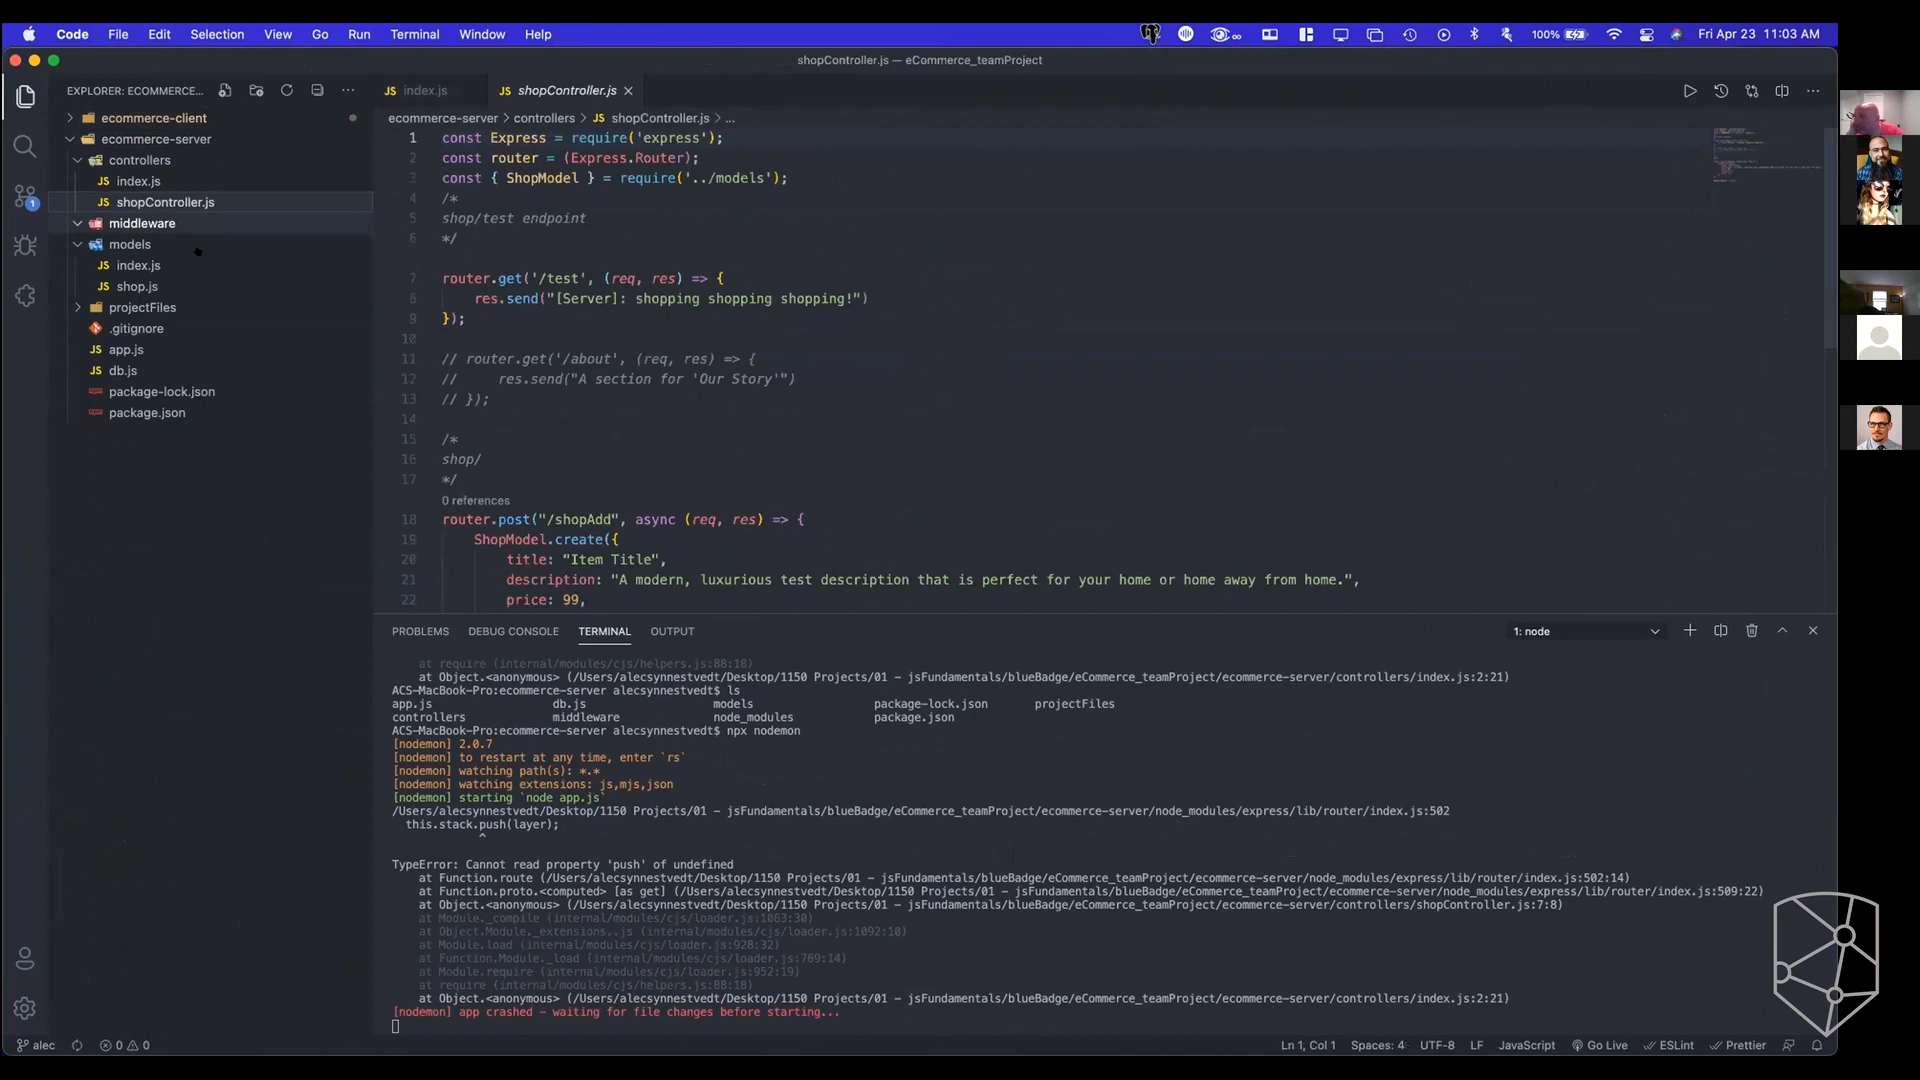 Code File Edit Selection View Go Run Terminal Window Help
100% Fri Apr 23 11:03 AM
shopController.js — eCommerce_teamProject
EXPLORER: ECOMMERCE...
ecommerce-client
ecommerce-server
controllers
JS index.js
JS shopController.js
middleware
models
JS index.js
JS shop.js
projectFiles
.gitignore
JS app.js
JS db.js
package-lock.json
package.json
1
JS index.js
JS shopController.js
ecommerce-server > controllers > JS shopController.js > ...
1 const Express = require('express');
2 const router = (Express.Router);
3 const { ShopModel } = require('../models');
4 /*
5 shop/test endpoint
6 */
7 router.get('/test', (req, res) => {
8 res.send("[Server]: shopping shopping shopping!")
9 });
10
11 // router.get('/about', (req, res) => {
12 // res.send("A section for 'Our Story'")
13 // });
14
15 /*
16 shop/
17 */
0 references
18 router.post("/shopAdd", async (req, res) => {
19 ShopModel.create({
20 title: "Item Title",
21 description: "A modern, luxurious test description that is perfect for your home or home away from home.",
22 price: 99,
PROBLEMS DEBUG CONSOLE TERMINAL OUTPUT
1: node
at require (internal/modules/cjs/helpers.js:88:18)
at Object.<anonymous> (/Users/alecsynnestvedt/Desktop/1150 Projects/01 - jsFundamentals/blueBadge/eCommerce_teamProject/ecommerce-server/controllers/index.js:2:21)
ACS-MacBook-Pro:ecommerce-server alecsynnestvedt$ ls
app.js db.js models package-lock.json projectFiles
controllers middleware node_modules package.json
ACS-MacBook-Pro:ecommerce-server alecsynnestvedt$ npx nodemon
[nodemon] 2.0.7
[nodemon] to restart at any time, enter `rs`
[nodemon] watching path(s): *.*
[nodemon] watching extensions: js,mjs,json
[nodemon] starting `node app.js`
/Users/alecsynnestvedt/Desktop/1150 Projects/01 - jsFundamentals/blueBadge/eCommerce_teamProject/ecommerce-server/node_modules/express/lib/router/index.js:502
this.stack.push(layer);
^
TypeError: Cannot read property 'push' of undefined
at Function.route (/Users/alecsynnestvedt/Desktop/1150 Projects/01 - jsFundamentals/blueBadge/eCommerce_teamProject/ecommerce-server/node_modules/express/lib/router/index.js:502:14)
at Function.proto.<computed> [as get] (/Users/alecsynnestvedt/Desktop/1150 Projects/01 - jsFundamentals/blueBadge/eCommerce_teamProject/ecommerce-server/node_modules/express/lib/router/index.js:509:22)
at Object.<anonymous> (/Users/alecsynnestvedt/Desktop/1150 Projects/01 - jsFundamentals/blueBadge/eCommerce_teamProject/ecommerce-server/controllers/shopController.js:7:8)
at Module._compile (internal/modules/cjs/loader.js:1063:30)
at Object.Module._extensions..js (internal/modules/cjs/loader.js:1092:10)
at Module.load (internal/modules/cjs/loader.js:928:32)
at Function.Module._load (internal/modules/cjs/loader.js:769:14)
at Module.require (internal/modules/cjs/loader.js:952:19)
at require (internal/modules/cjs/helpers.js:88:18)
at Object.<anonymous> (/Users/alecsynnestvedt/Desktop/1150 Projects/01 - jsFundamentals/blueBadge/eCommerce_teamProject/ecommerce-server/controllers/index.js:2:21)
[nodemon] app crashed - waiting for file changes before starting...
alec 0 0
Ln 1, Col 1 Spaces: 4 UTF-8 LF JavaScript Go Live ESLint Prettier